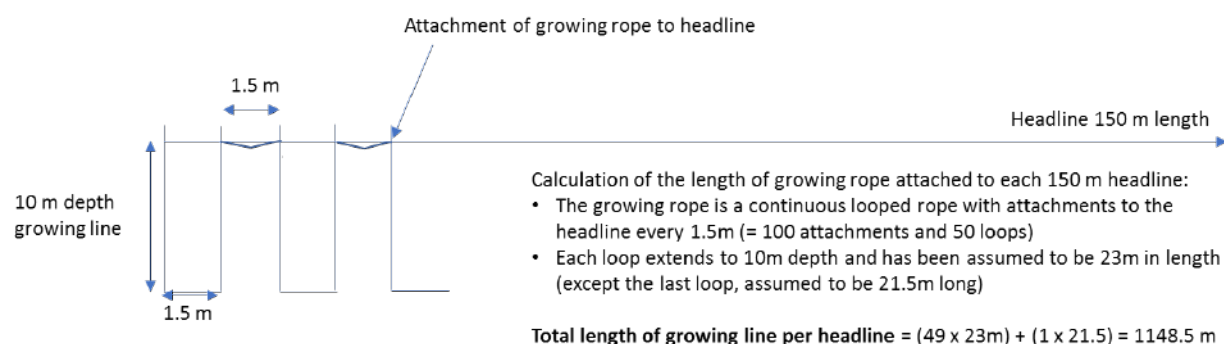 Attachment of growing rope to headline
1.5 m
Headline 150 m length
10 m depth
growing line
1.5 m
Calculation of the length of growing rope attached to each 150 m headline:
• The growing rope is a continuous looped rope with attachments to the
headline every 1.5m (= 100 attachments and 50 loops)
• Each loop extends to 10m depth and has been assumed to be 23m in length
(except the last loop, assumed to be 21.5m long)
Total length of growing line per headline = (49 x 23m) + (1 x 21.5) = 1148.5 m